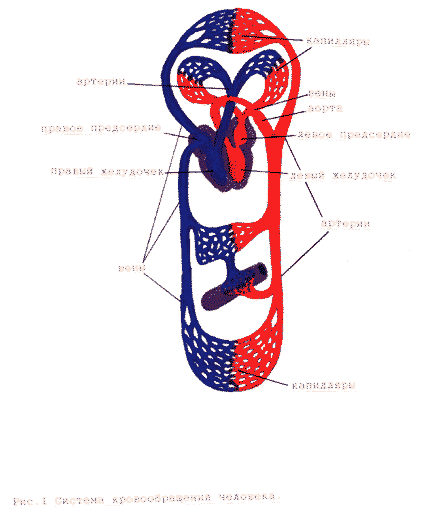 капилляры
артерии
вены
аорта
правое предсердие
левое предсердие
правый желудочек
левый желудочек
артерии
вены
капилляры
Рис.1 Система кровообращения человека.